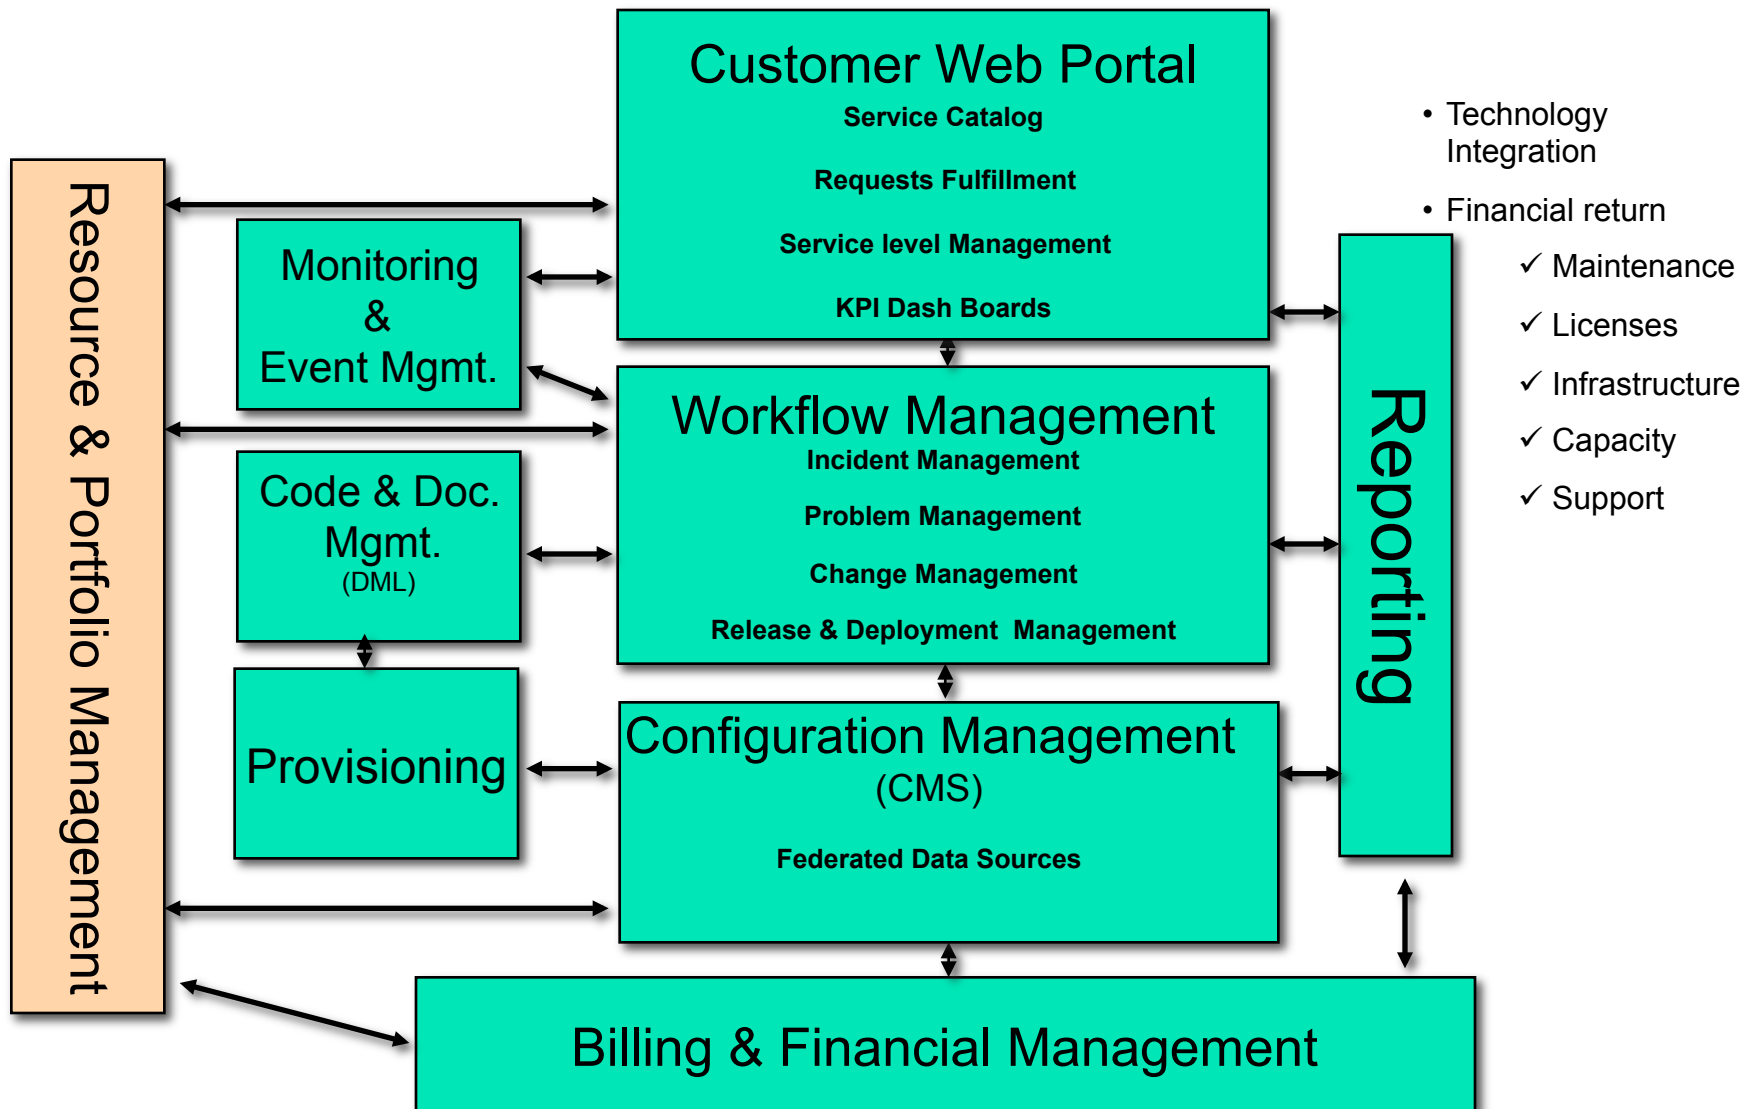 Customer Web Portal
Service Catalog
Requests Fulfillment
Service level Management
KPI Dash Boards
Resource & Portfolio Management
Monitoring
&
Event Mgmt.
Workflow Management
Incident Management
Problem Management
Change Management
Release & Deployment  Management
Code & Doc.
Mgmt.
(DML)
Provisioning
Configuration Management
(CMS)
Federated Data Sources
Reporting
Billing & Financial Management
• Technology
Integration
• Financial return
✓ Maintenance
✓ Licenses
✓ Infrastructure
✓ Capacity
✓ Support